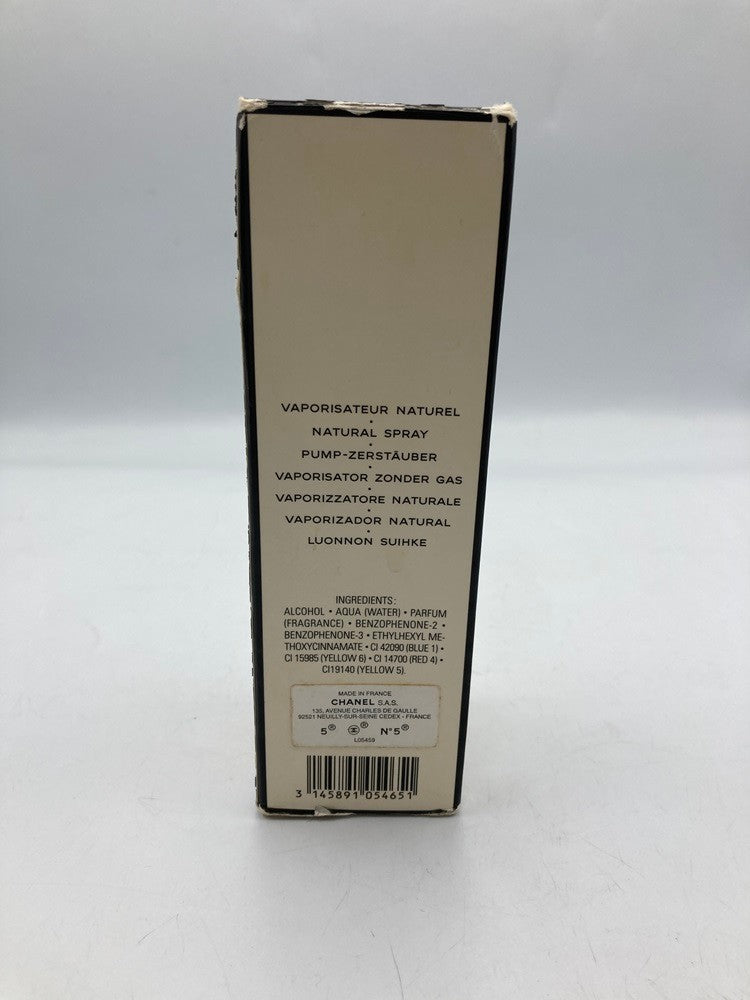 VAPORISATEUR NATUREL
•
NATURAL SPRAY
•
PUMP-ZERSTÄUBER
•
VAPORISATOR ZONDER GAS
•
VAPORIZZATORE NATURALE
•
VAPORIZADOR NATURAL
•
LUONNON SUIHKE
INGREDIENTS:
ALCOHOL • AQUA (WATER) • PARFUM
(FRAGRANCE) • BENZOPHENONE-2 •
BENZOPHENONE-3 • ETHYLHEXYL ME-
THOXYCINNAMATE • CI 42090 (BLUE 1) •
CI 15985 (YELLOW 6) • CI 14700 (RED 4) •
CI19140 (YELLOW 5).
MADE IN FRANCE
CHANEL S.A.S.
135, AVENUE CHARLES DE GAULLE
92521 NEUILLY-SUR-SEINE CEDEX - FRANCE
5® ® N°5®
L05459
3 145891 054651